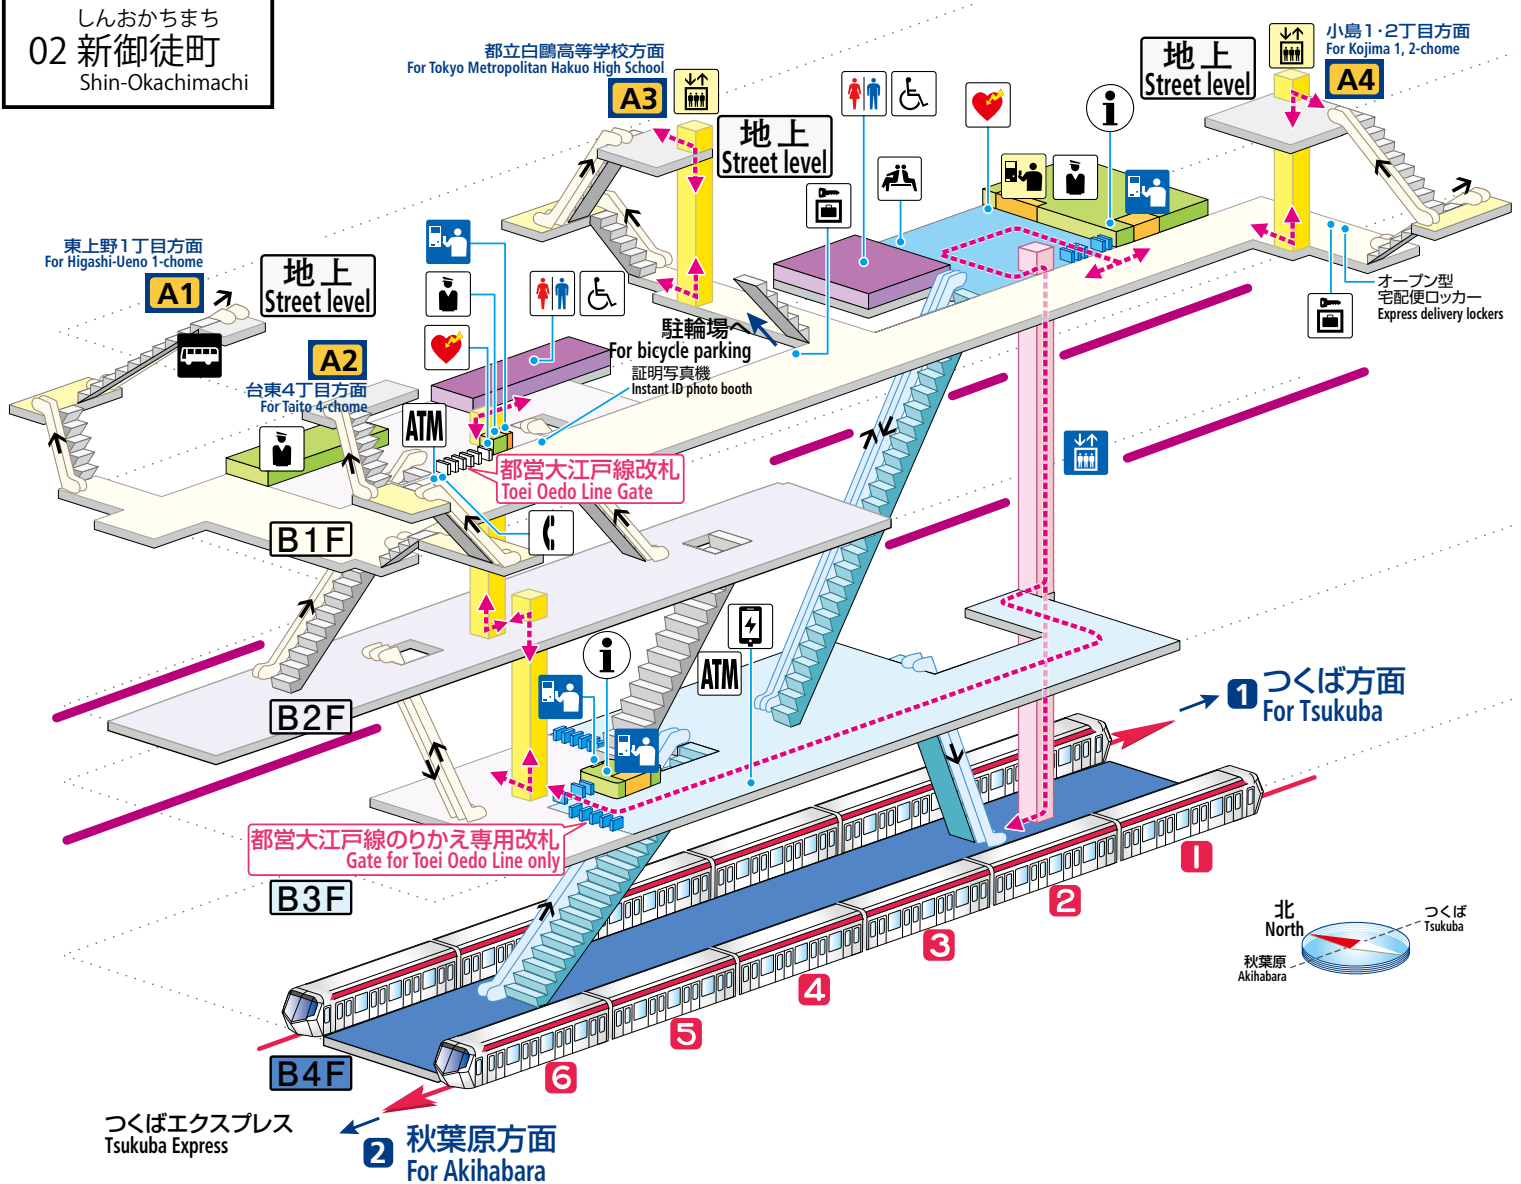 しんおかちまち
02 新御徒町
Shin-Okachimachi
都立白鷗高等学校方面
For Tokyo Metropolitan Hakuo High School
A3
地上
Street level
地上
Street level
小島1・2丁目方面
For Kojima 1, 2-chome
A4
東上野1丁目方面
For Higashi-Ueno 1-chome
A1
地上
Street level
A2
台東4丁目方面
For Taito 4-chome
駐輪場へ
For bicycle parking
証明写真機
Instant ID photo booth
オープン型
宅配便ロッカー
Express delivery lockers
ATM
都営大江戸線改札
Toei Oedo Line Gate
B1F
B2F
ATM
都営大江戸線のりかえ専用改札
Gate for Toei Oedo Line only
B3F
1 つくば方面
For Tsukuba
1
2
3
4
5
6
北
North
つくば
Tsukuba
秋葉原
Akihabara
B4F
つくばエクスプレス
Tsukuba Express
2 秋葉原方面
For Akihabara